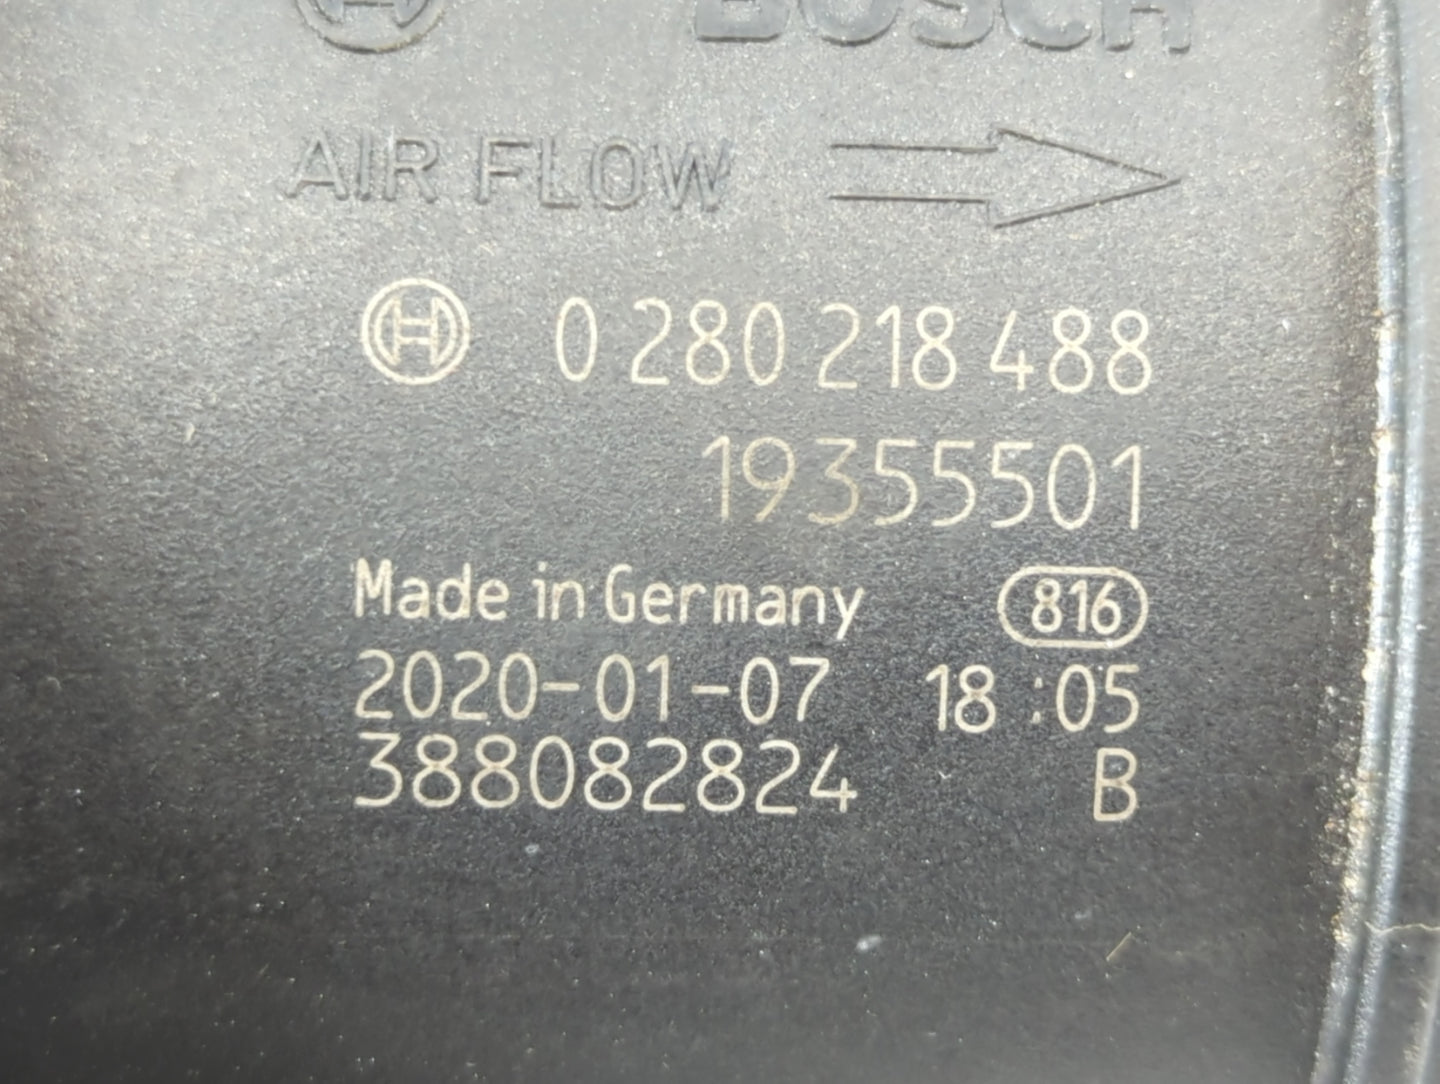 BOSCH
AIR FLOW
0 280 218 488
19355501
Made in Germany 816
2020-01-07 18:05
388082824 B